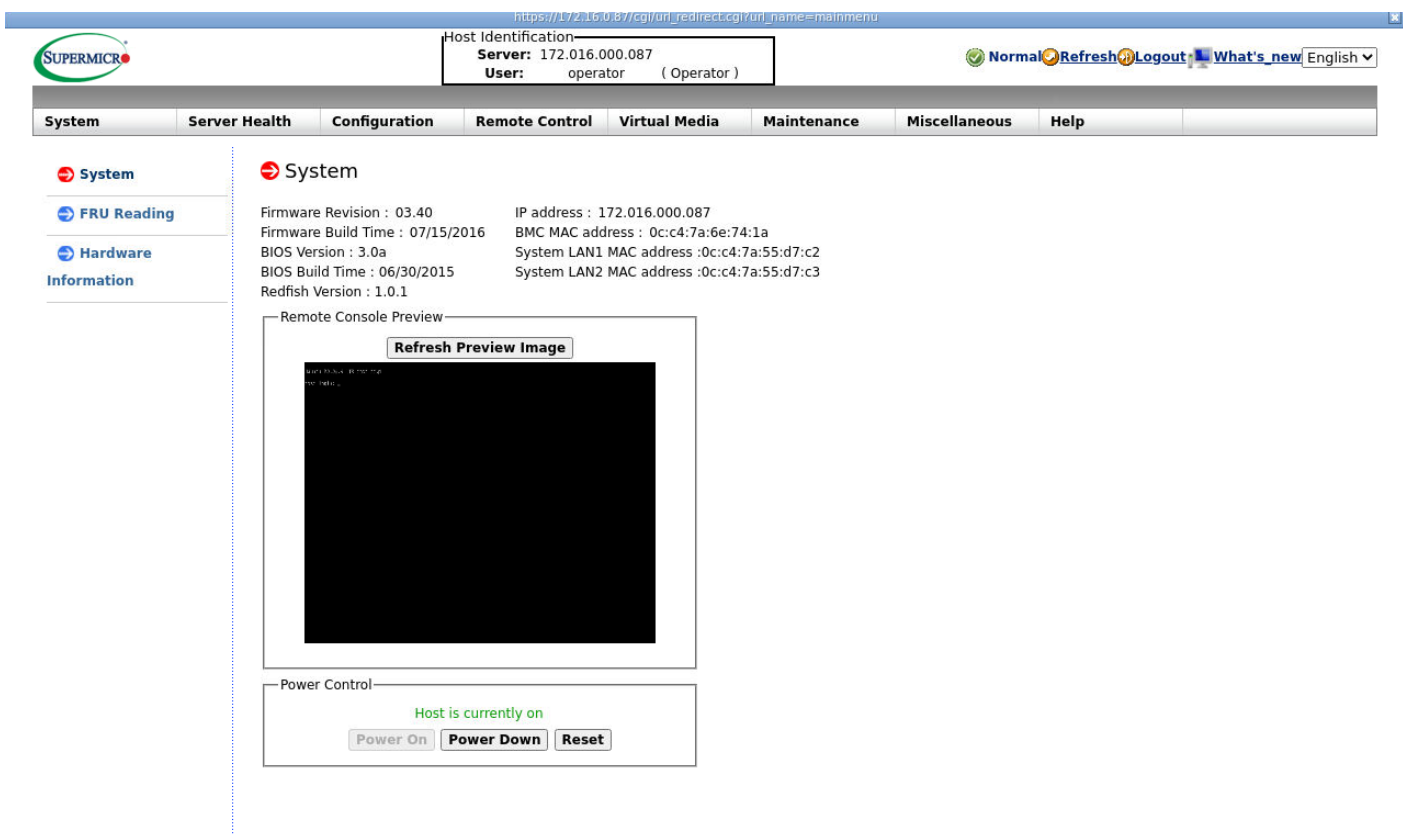 https://172.16.0.87/cgi/url_redirect.cgi?url_name=mainmenu
SUPERMICR
Host Identification
Server: 172.016.000.087
User: operator ( Operator )
Normal Refresh Logout What's_new English
System Server Health Configuration Remote Control Virtual Media Maintenance Miscellaneous Help
System
FRU Reading
Hardware
Information
System
Firmware Revision : 03.40 IP address : 172.016.000.087
Firmware Build Time : 07/15/2016 BMC MAC address : 0c:c4:7a:6e:74:1a
BIOS Version : 3.0a System LAN1 MAC address :0c:c4:7a:55:d7:c2
BIOS Build Time : 06/30/2015 System LAN2 MAC address :0c:c4:7a:55:d7:c3
Redfish Version : 1.0.1
Remote Console Preview
Refresh Preview Image
Power Control
Host is currently on
Power On Power Down Reset